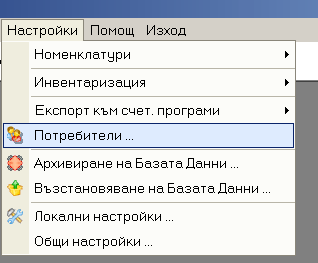 Настройки Помощ Изход
Номенклатури
Инвентаризация
Експорт към счет. програми
Потребители ...
Архивиране на Базата Данни ...
Възстановяване на Базата Данни ...
Локални настройки ...
Общи настройки ...